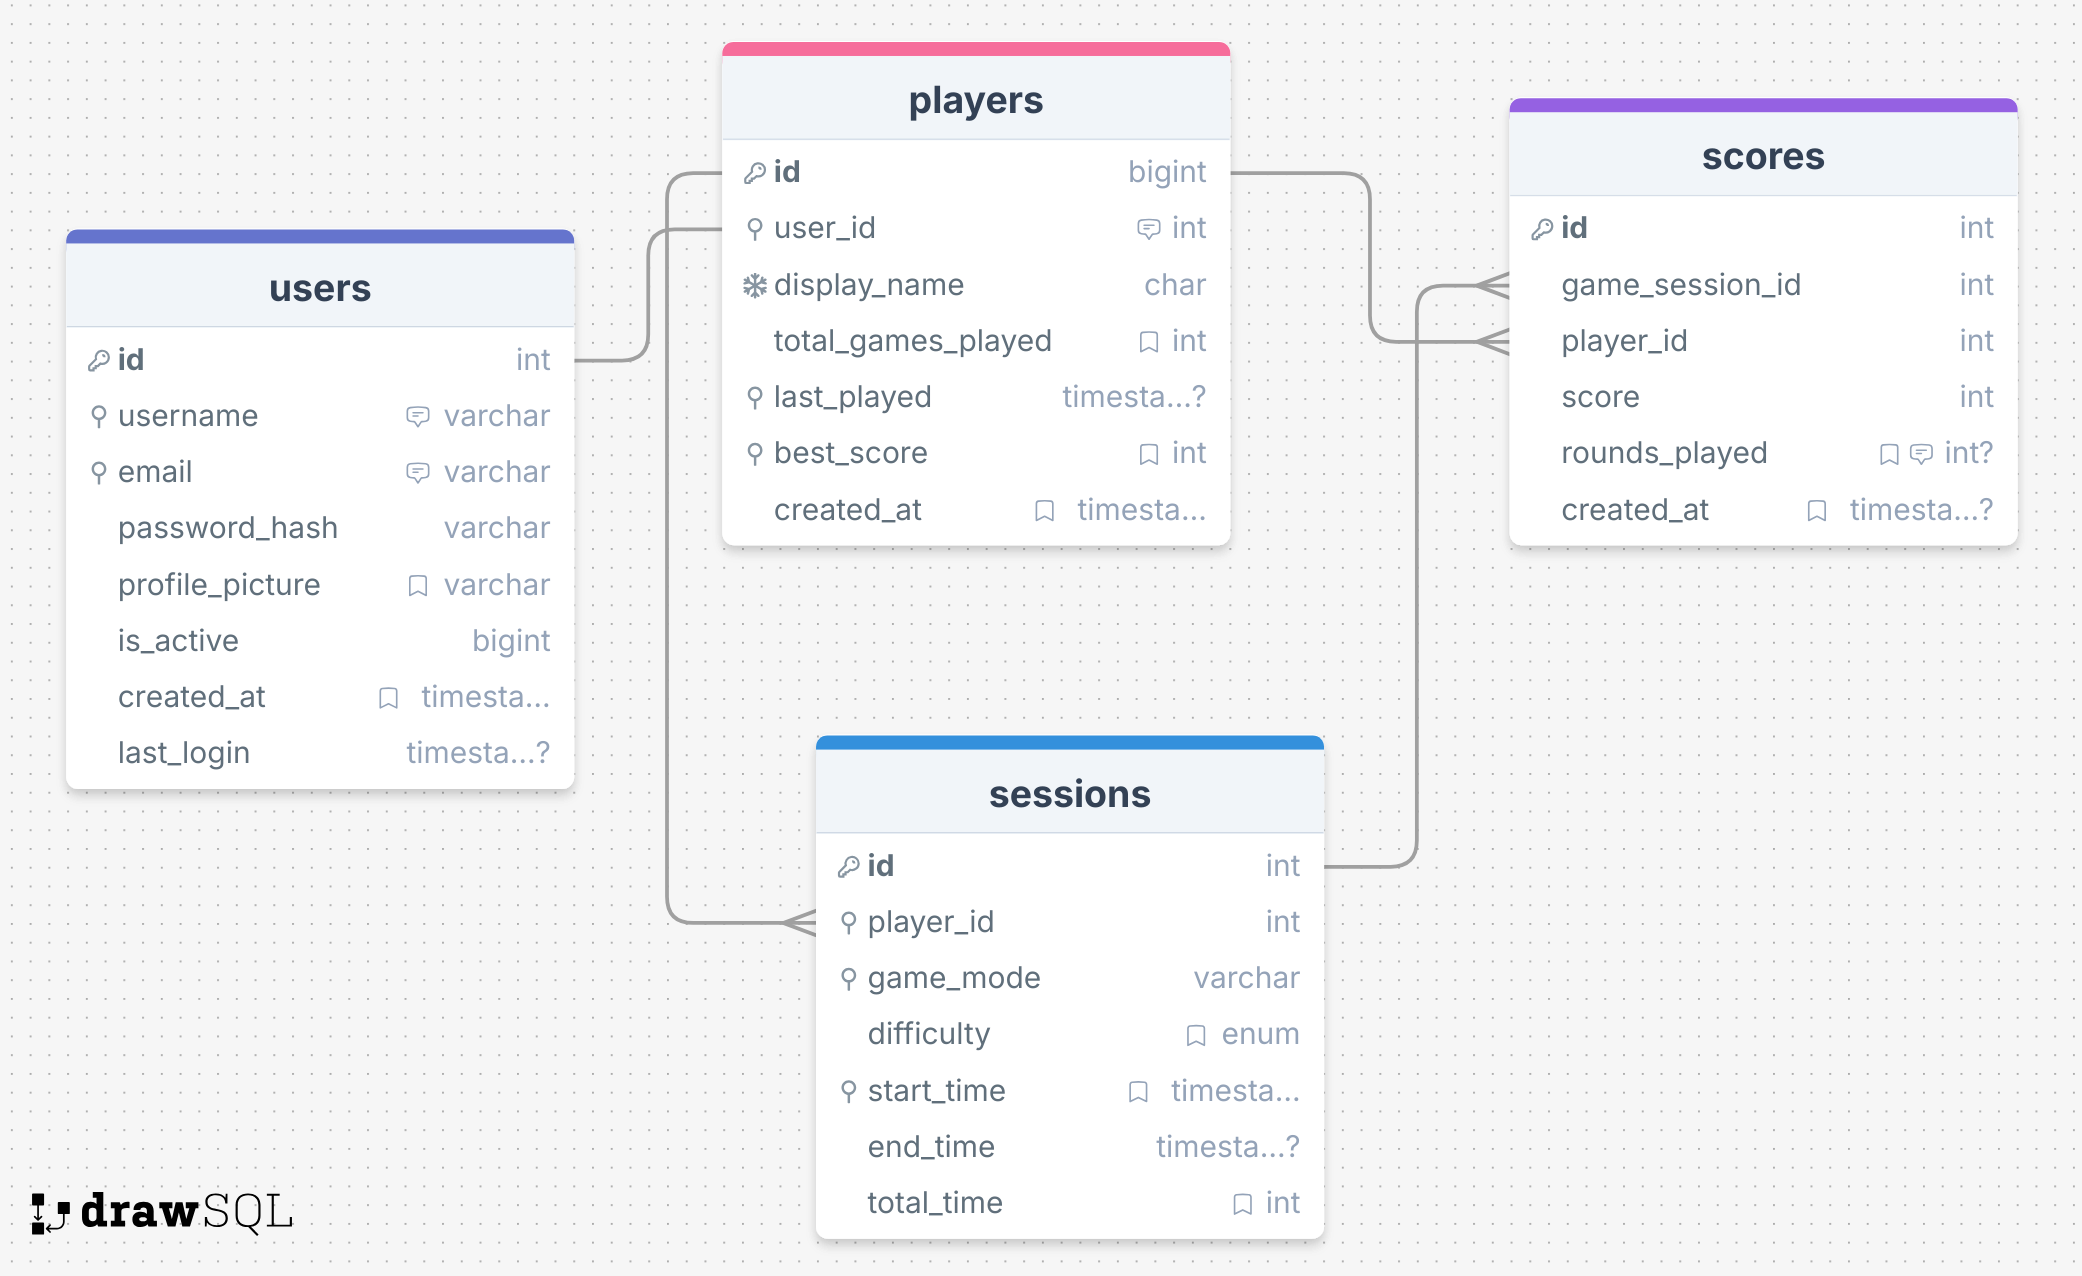 players
id bigint
user_id int
display_name char
total_games_played int
last_played timesta...?
best_score int
created_at timesta...
scores
id int
game_session_id int
player_id int
score int
rounds_played int?
created_at timesta...?
users
id int
username varchar
email varchar
password_hash varchar
profile_picture varchar
is_active bigint
created_at timesta...
last_login timesta...?
sessions
id int
player_id int
game_mode varchar
difficulty enum
start_time timesta...
end_time timesta...?
total_time int
drawSQL